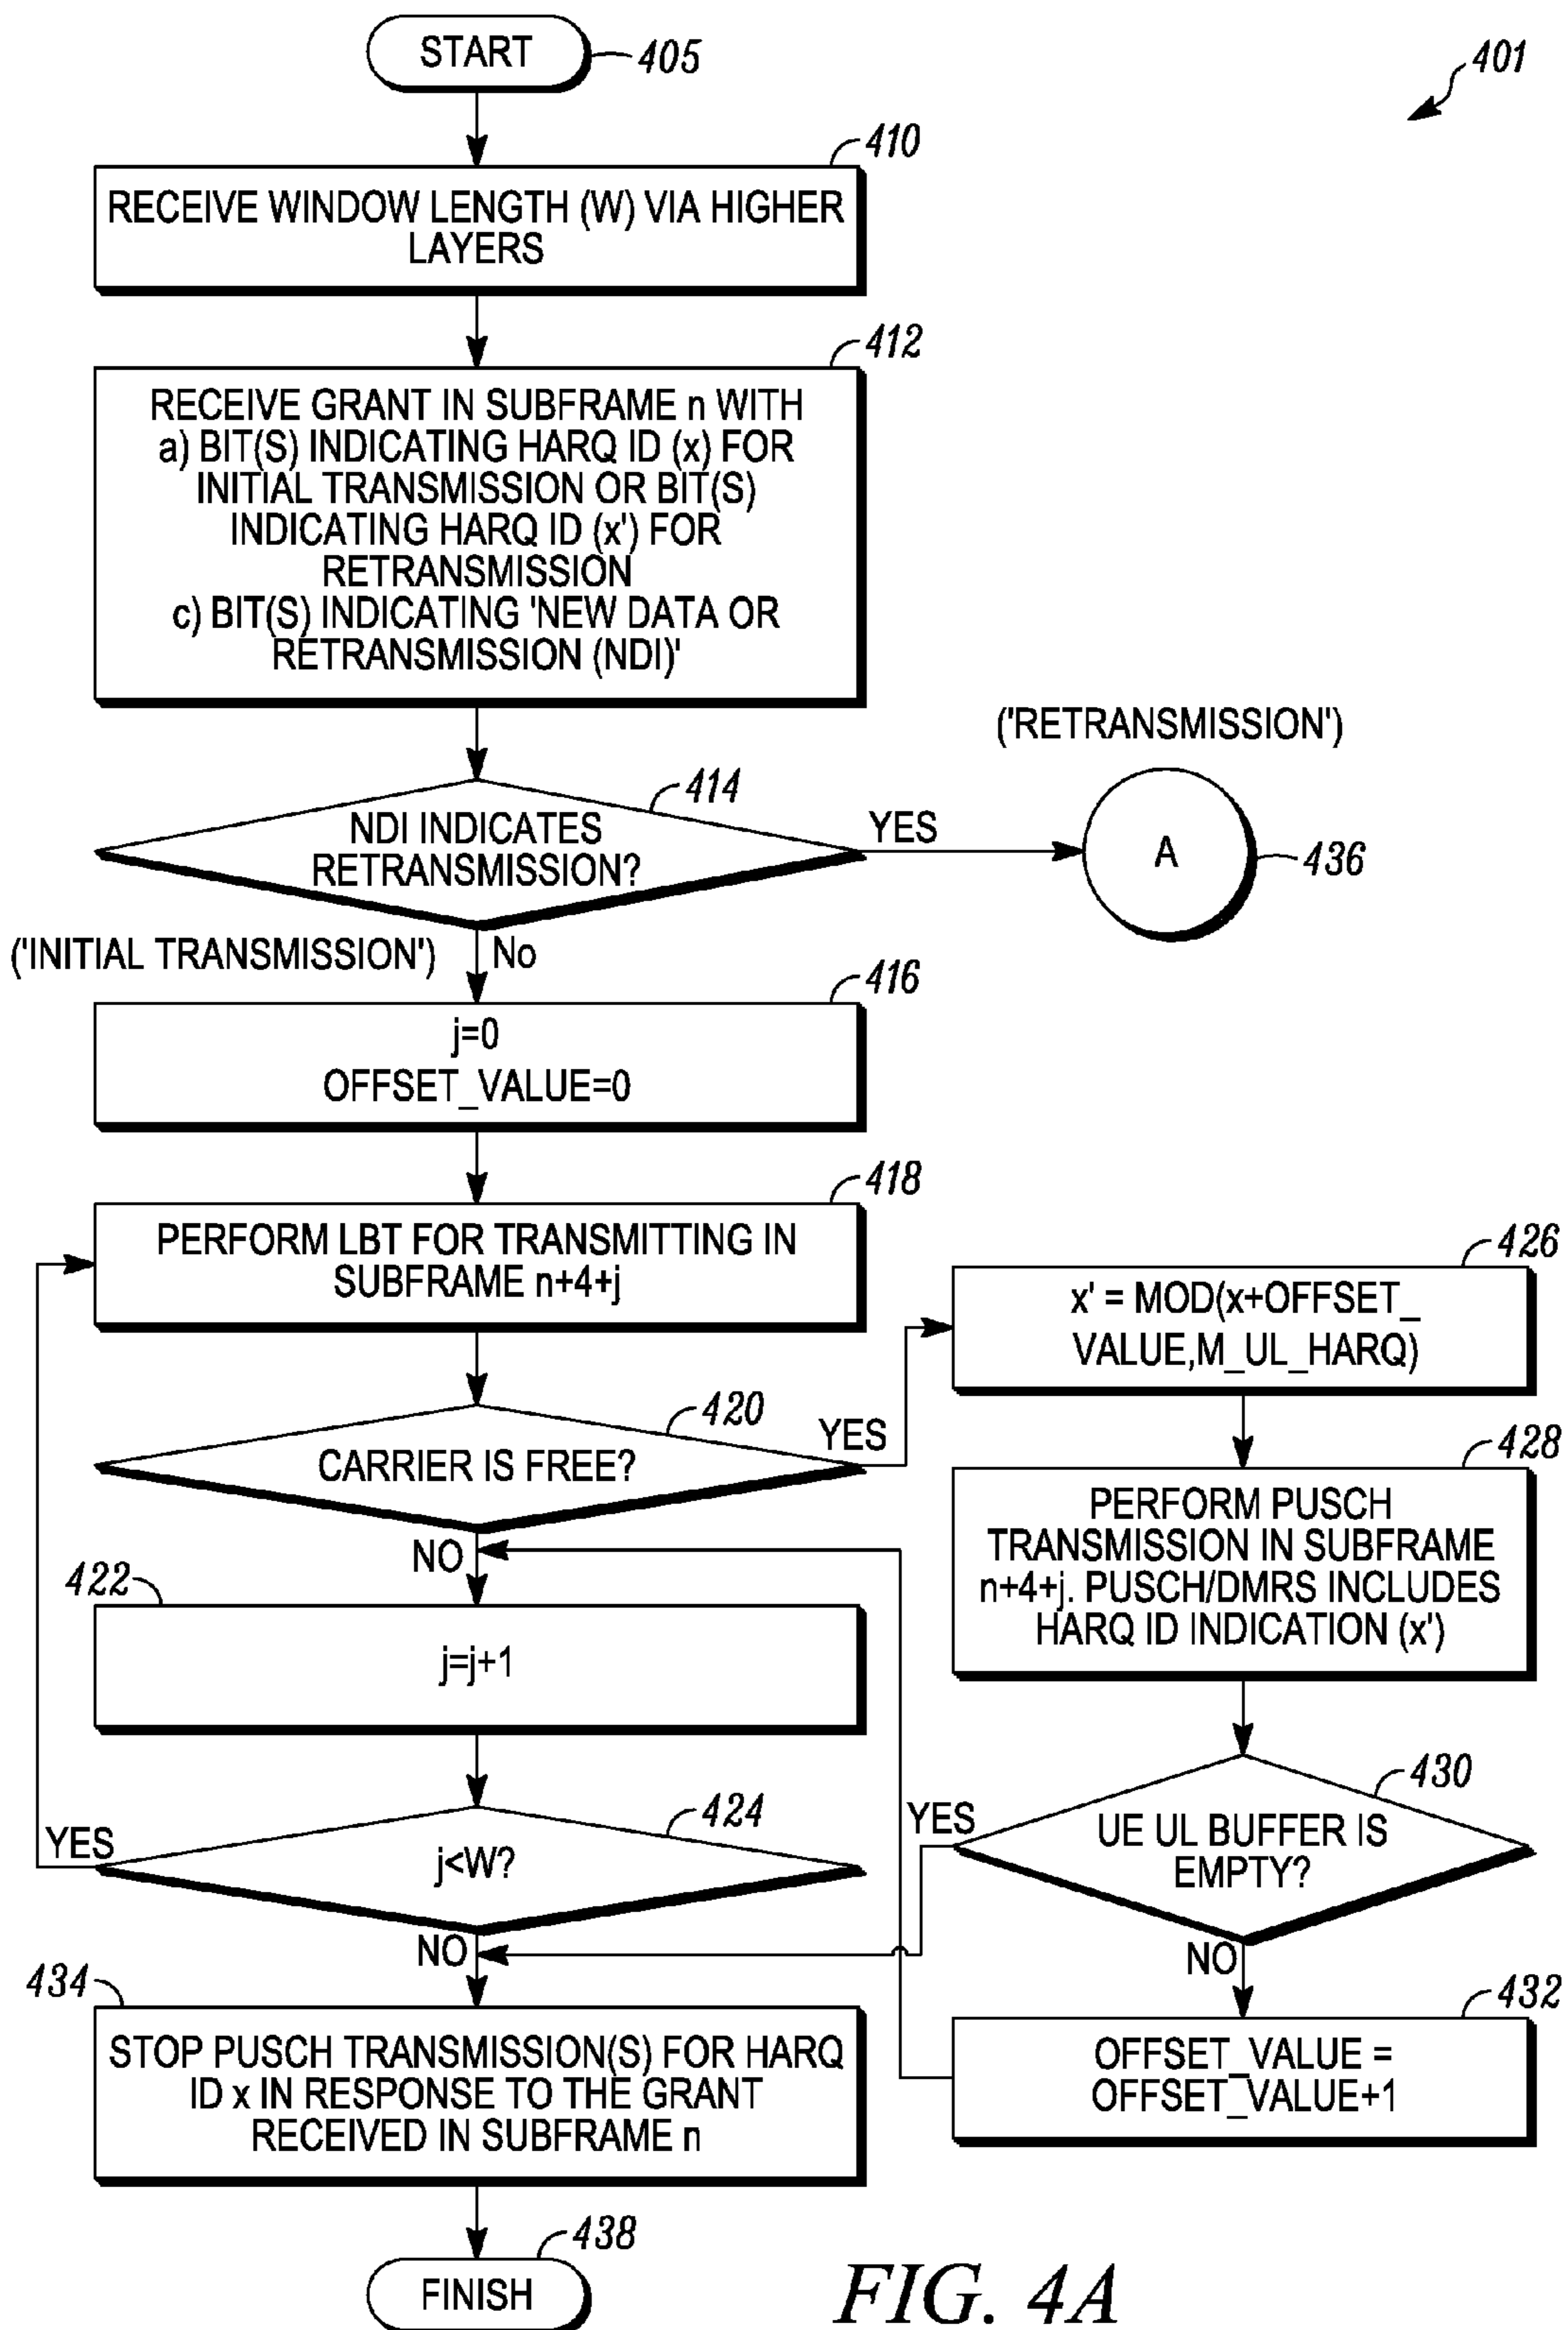 START
405
401
410
RECEIVE WINDOW LENGTH (W) VIA HIGHER
LAYERS
412
RECEIVE GRANT IN SUBFRAME n WITH
a) BIT(S) INDICATING HARQ ID (x) FOR
INITIAL TRANSMISSION OR BIT(S)
INDICATING HARQ ID (x') FOR
RETRANSMISSION
c) BIT(S) INDICATING 'NEW DATA OR
RETRANSMISSION (NDI)'
414
NDI INDICATES
RETRANSMISSION?
YES
('RETRANSMISSION')
A
436
('INITIAL TRANSMISSION')
No
416
j=0
OFFSET_VALUE=0
418
PERFORM LBT FOR TRANSMITTING IN
SUBFRAME n+4+j
420
CARRIER IS FREE?
YES
NO
422
j=j+1
424
j<W?
YES
NO
426
x' = MOD(x+OFFSET_
VALUE,M_UL_HARQ)
428
PERFORM PUSCH
TRANSMISSION IN SUBFRAME
n+4+j. PUSCH/DMRS INCLUDES
HARQ ID INDICATION (x')
430
UE UL BUFFER IS
EMPTY?
YES
NO
432
OFFSET_VALUE =
OFFSET_VALUE+1
434
STOP PUSCH TRANSMISSION(S) FOR HARQ
ID x IN RESPONSE TO THE GRANT
RECEIVED IN SUBFRAME n
438
FINISH
FIG. 4A